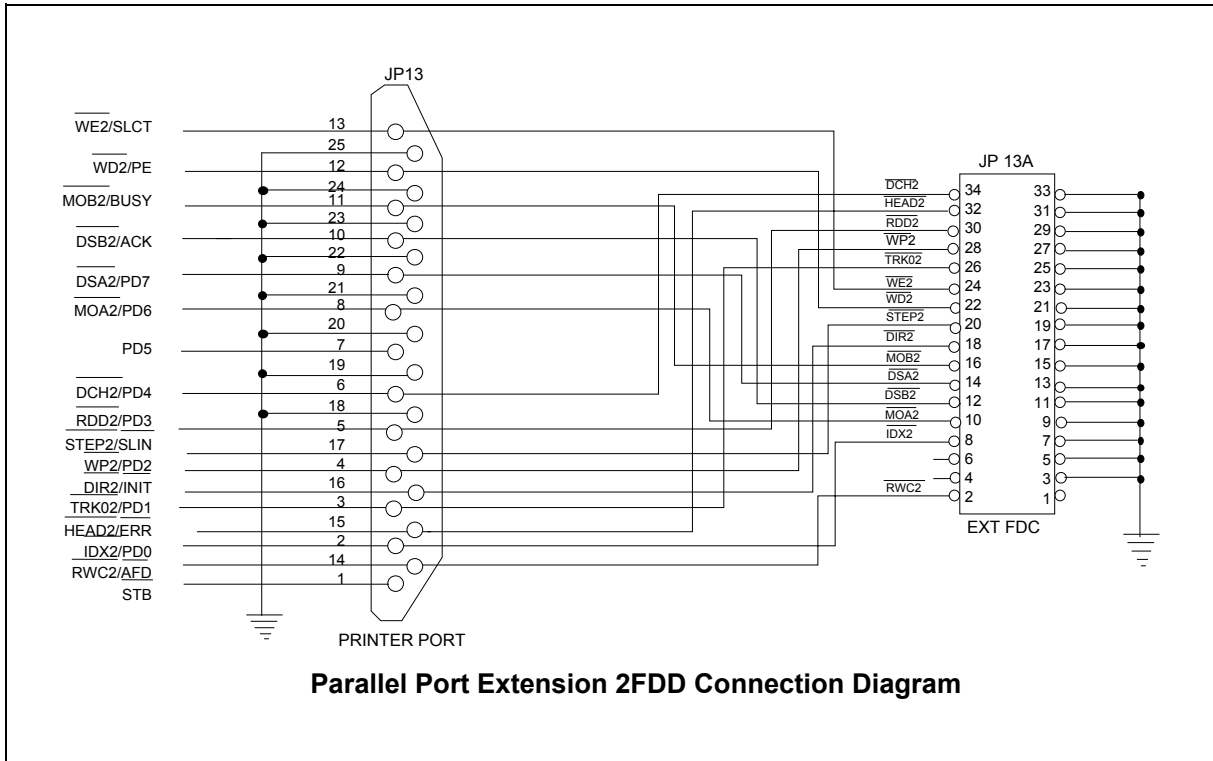 JP13
WE2/SLCT 13
25
WD2/PE 12
24
MOB2/BUSY 11
23
DSB2/ACK 10
22
DSA2/PD7 9
21
MOA2/PD6 8
20
PD5 7
19
DCH2/PD4 6
18
RDD2/PD3 5
STEP2/SLIN 17
WP2/PD2 4
DIR2/INIT 16
TRK02/PD1 3
HEAD2/ERR 15
IDX2/PD0 2
RWC2/AFD 14
STB 1
PRINTER PORT
JP 13A
DCH2 34 33
HEAD2 32 31
RDD2 30 29
WP2 28 27
TRK02 26 25
WE2 24 23
WD2 22 21
STEP2 20 19
DIR2 18 17
MOB2 16 15
DSA2 14 13
DSB2 12 11
MOA2 10 9
IDX2 8 7
6 5
4 3
RWC2 2 1
EXT FDC
Parallel Port Extension 2FDD Connection Diagram